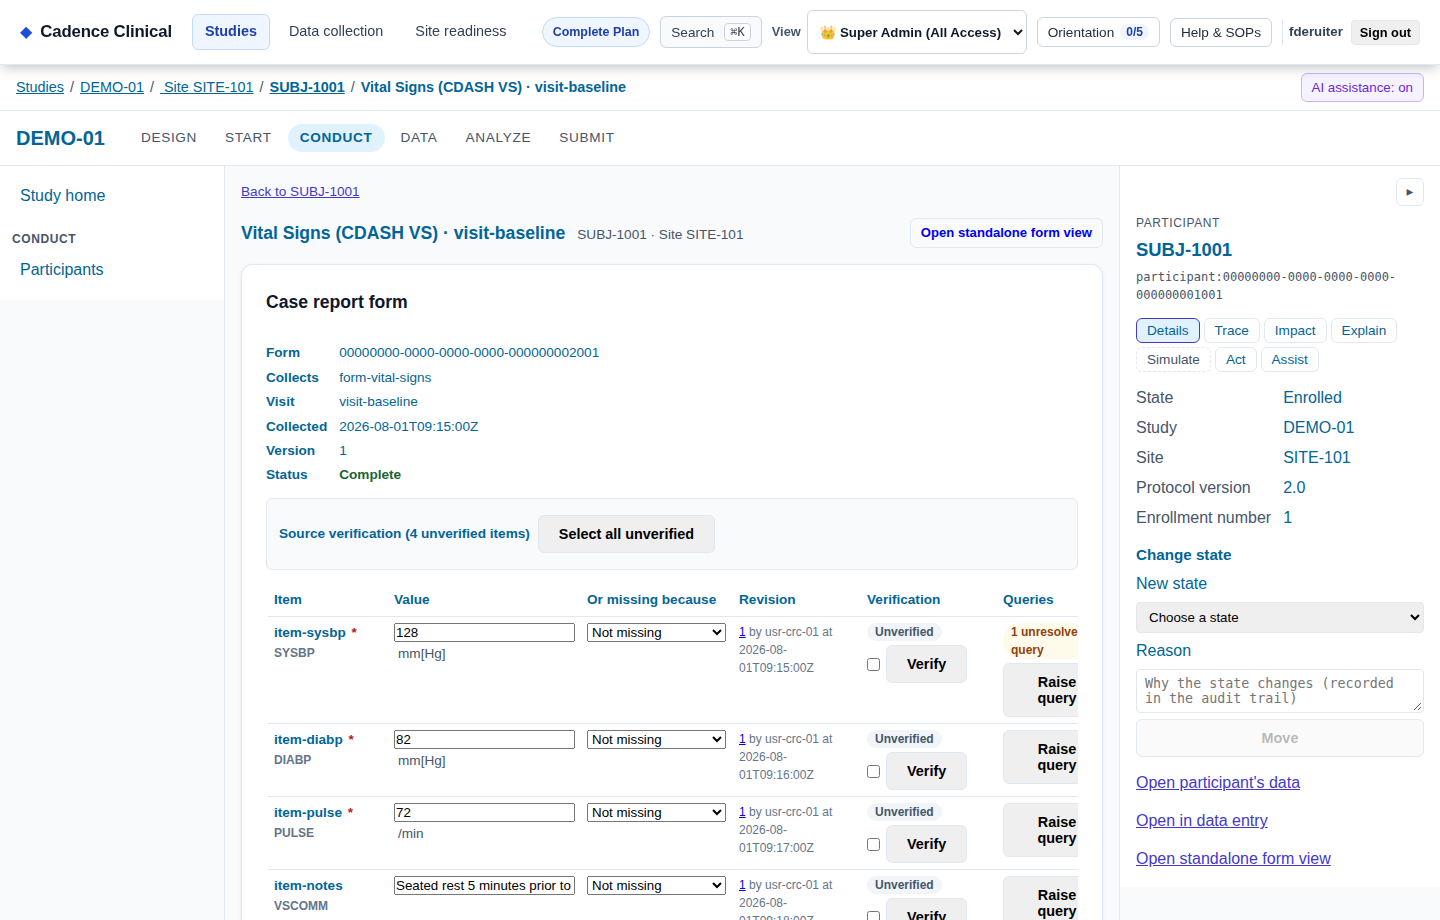 ◆ Cadence Clinical Studies Data collection Site readiness Complete Plan Search ⌘K View 👑 Super Admin (All Access) Orientation 0/5 Help & SOPs fderuiter Sign out
Studies / DEMO-01 / Site SITE-101 / SUBJ-1001 / Vital Signs (CDASH VS) · visit-baseline AI assistance: on
DEMO-01 DESIGN START CONDUCT DATA ANALYZE SUBMIT
Study home
CONDUCT
Participants
Back to SUBJ-1001
Vital Signs (CDASH VS) · visit-baseline SUBJ-1001 · Site SITE-101 Open standalone form view
Case report form
Form 00000000-0000-0000-0000-000000002001
Collects form-vital-signs
Visit visit-baseline
Collected 2026-08-01T09:15:00Z
Version 1
Status Complete
Source verification (4 unverified items) Select all unverified
Item Value Or missing because Revision Verification Queries
item-sysbp * 128 Not missing 1 by usr-crc-01 at Unverified 1 unresolve
SYSBP mm[Hg] 2026-08- Verify query
01T09:15:00Z Raise
query
item-diabp * 82 Not missing 1 by usr-crc-01 at Unverified Raise
DIABP mm[Hg] 2026-08- Verify query
01T09:16:00Z
item-pulse * 72 Not missing 1 by usr-crc-01 at Unverified Raise
PULSE /min 2026-08- Verify query
01T09:17:00Z
item-notes Seated rest 5 minutes prior to Not missing 1 by usr-crc-01 at Unverified Raise
VSCOMM 2026-08- Verify query
01T09:18:00Z
▶
PARTICIPANT
SUBJ-1001
participant:00000000-0000-0000-0000-
000000001001
Details Trace Impact Explain
Simulate Act Assist
State Enrolled
Study DEMO-01
Site SITE-101
Protocol version 2.0
Enrollment number 1
Change state
New state
Choose a state
Reason
Why the state changes (recorded
in the audit trail)
Move
Open participant's data
Open in data entry
Open standalone form view